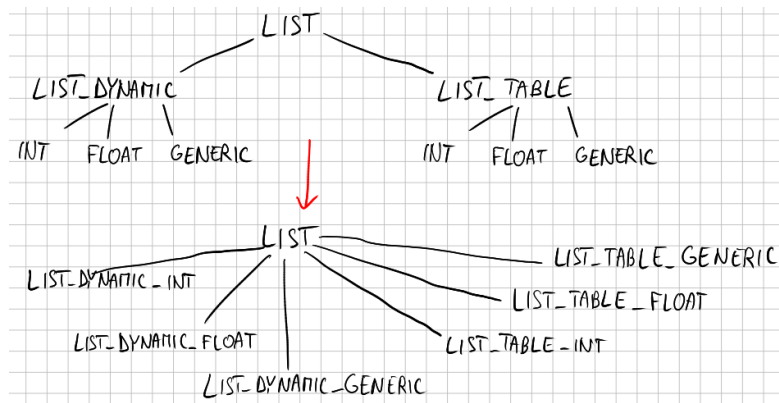 LIST
LIST_DYNAMIC
LIST_TABLE
INT FLOAT GENERIC
INT FLOAT GENERIC
LIST
LIST_TABLE_GENERIC
LIST_DYNAMIC_INT
LIST_TABLE_FLOAT
LIST_DYNAMIC_FLOAT
LIST_TABLE_INT
LIST_DYNAMIC_GENERIC